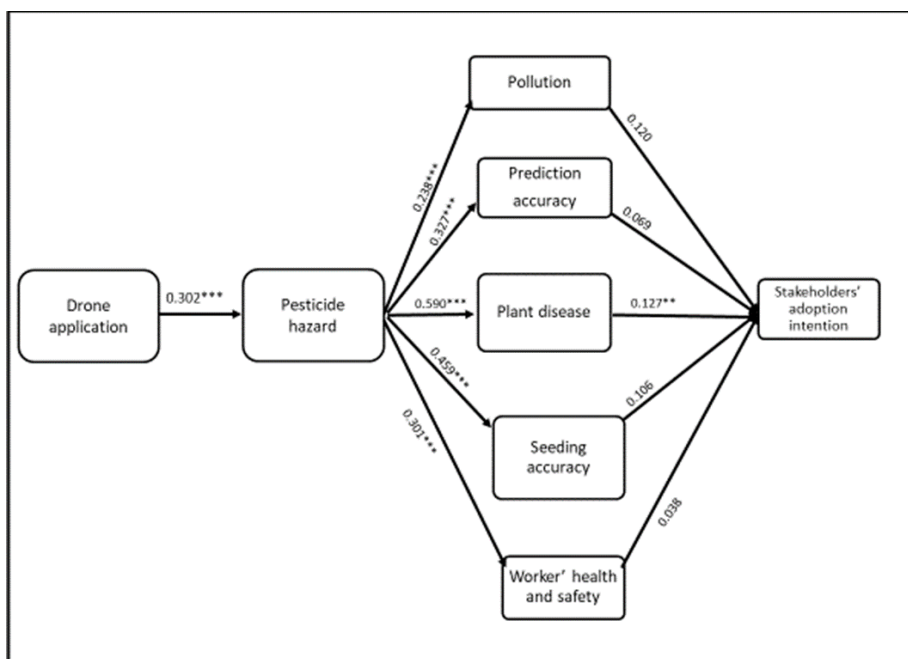 Pollution
0.120
0.238***
Prediction
accuracy
0.327***
0.069
Drone
application
0.302***
Pesticide
hazard
0.590***
Plant disease
0.127**
Stakeholders'
adoption
intention
0.459***
0.106
Seeding
accuracy
0.301***
0.038
Worker' health
and safety